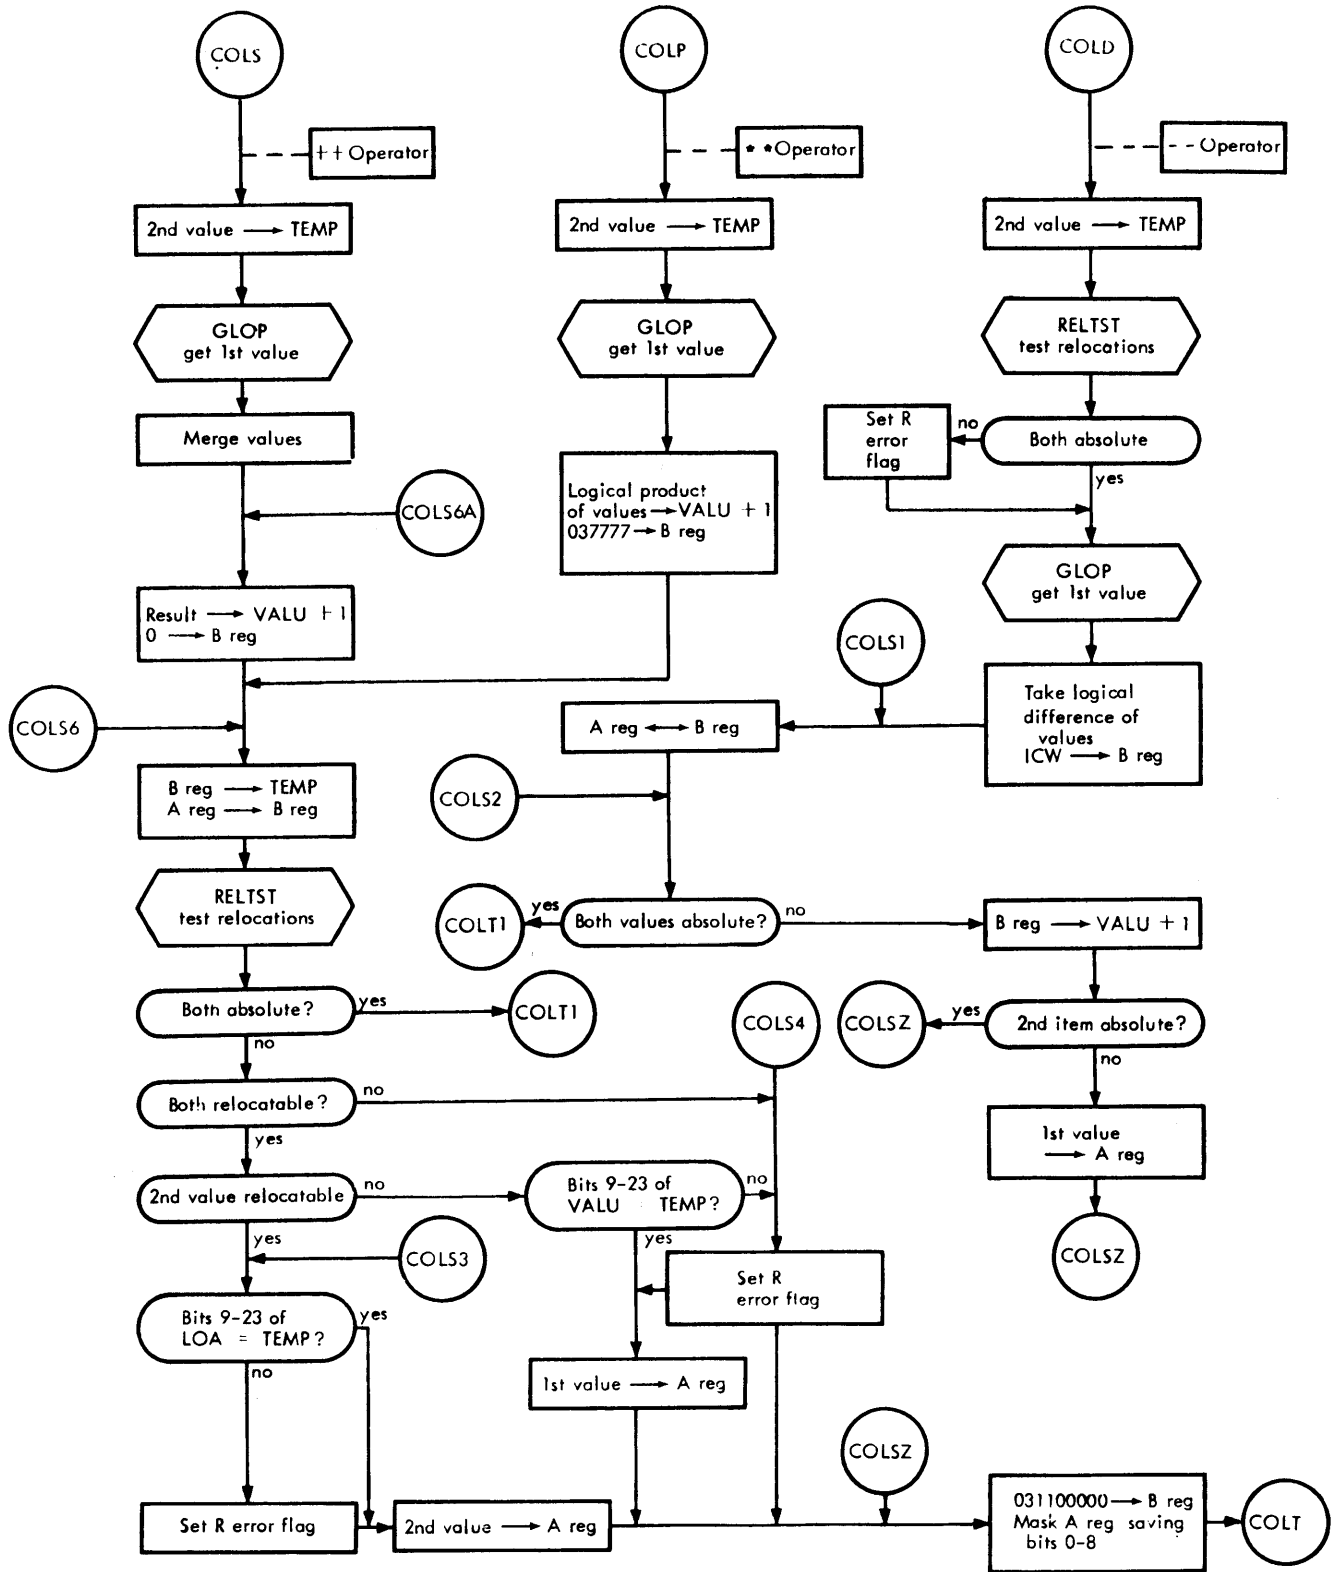 COLS
COLP
COLD
++ Operator
**Operator
-- Operator
2nd value → TEMP
2nd value → TEMP
2nd value → TEMP
GLOP
get 1st value
GLOP
get 1st value
RELTST
test relocations
Merge values
Set R
error
flag
no
Both absolute
yes
COLS6A
Logical product
of values → VALU + 1
037777 → B reg
GLOP
get 1st value
Result → VALU + 1
0 → B reg
COLS1
COLS6
A reg ↔ B reg
Take logical
difference of
values
ICW → B reg
B reg → TEMP
A reg → B reg
COLS2
RELTST
test relocations
COLT1
yes
Both values absolute?
no
B reg → VALU + 1
Both absolute?
yes
COLT1
no
COLS4
COLSZ
yes
2nd item absolute?
no
Both relocatable?
no
yes
1st value
→ A reg
2nd value relocatable
no
Bits 9-23 of
VALU TEMP?
no
yes
yes
COLS3
COLSZ
Set R
error flag
Bits 9-23 of
LOA = TEMP?
yes
no
1st value → A reg
COLSZ
Set R error flag
2nd value → A reg
031100000 → B reg
Mask A reg saving
bits 0-8
COLT